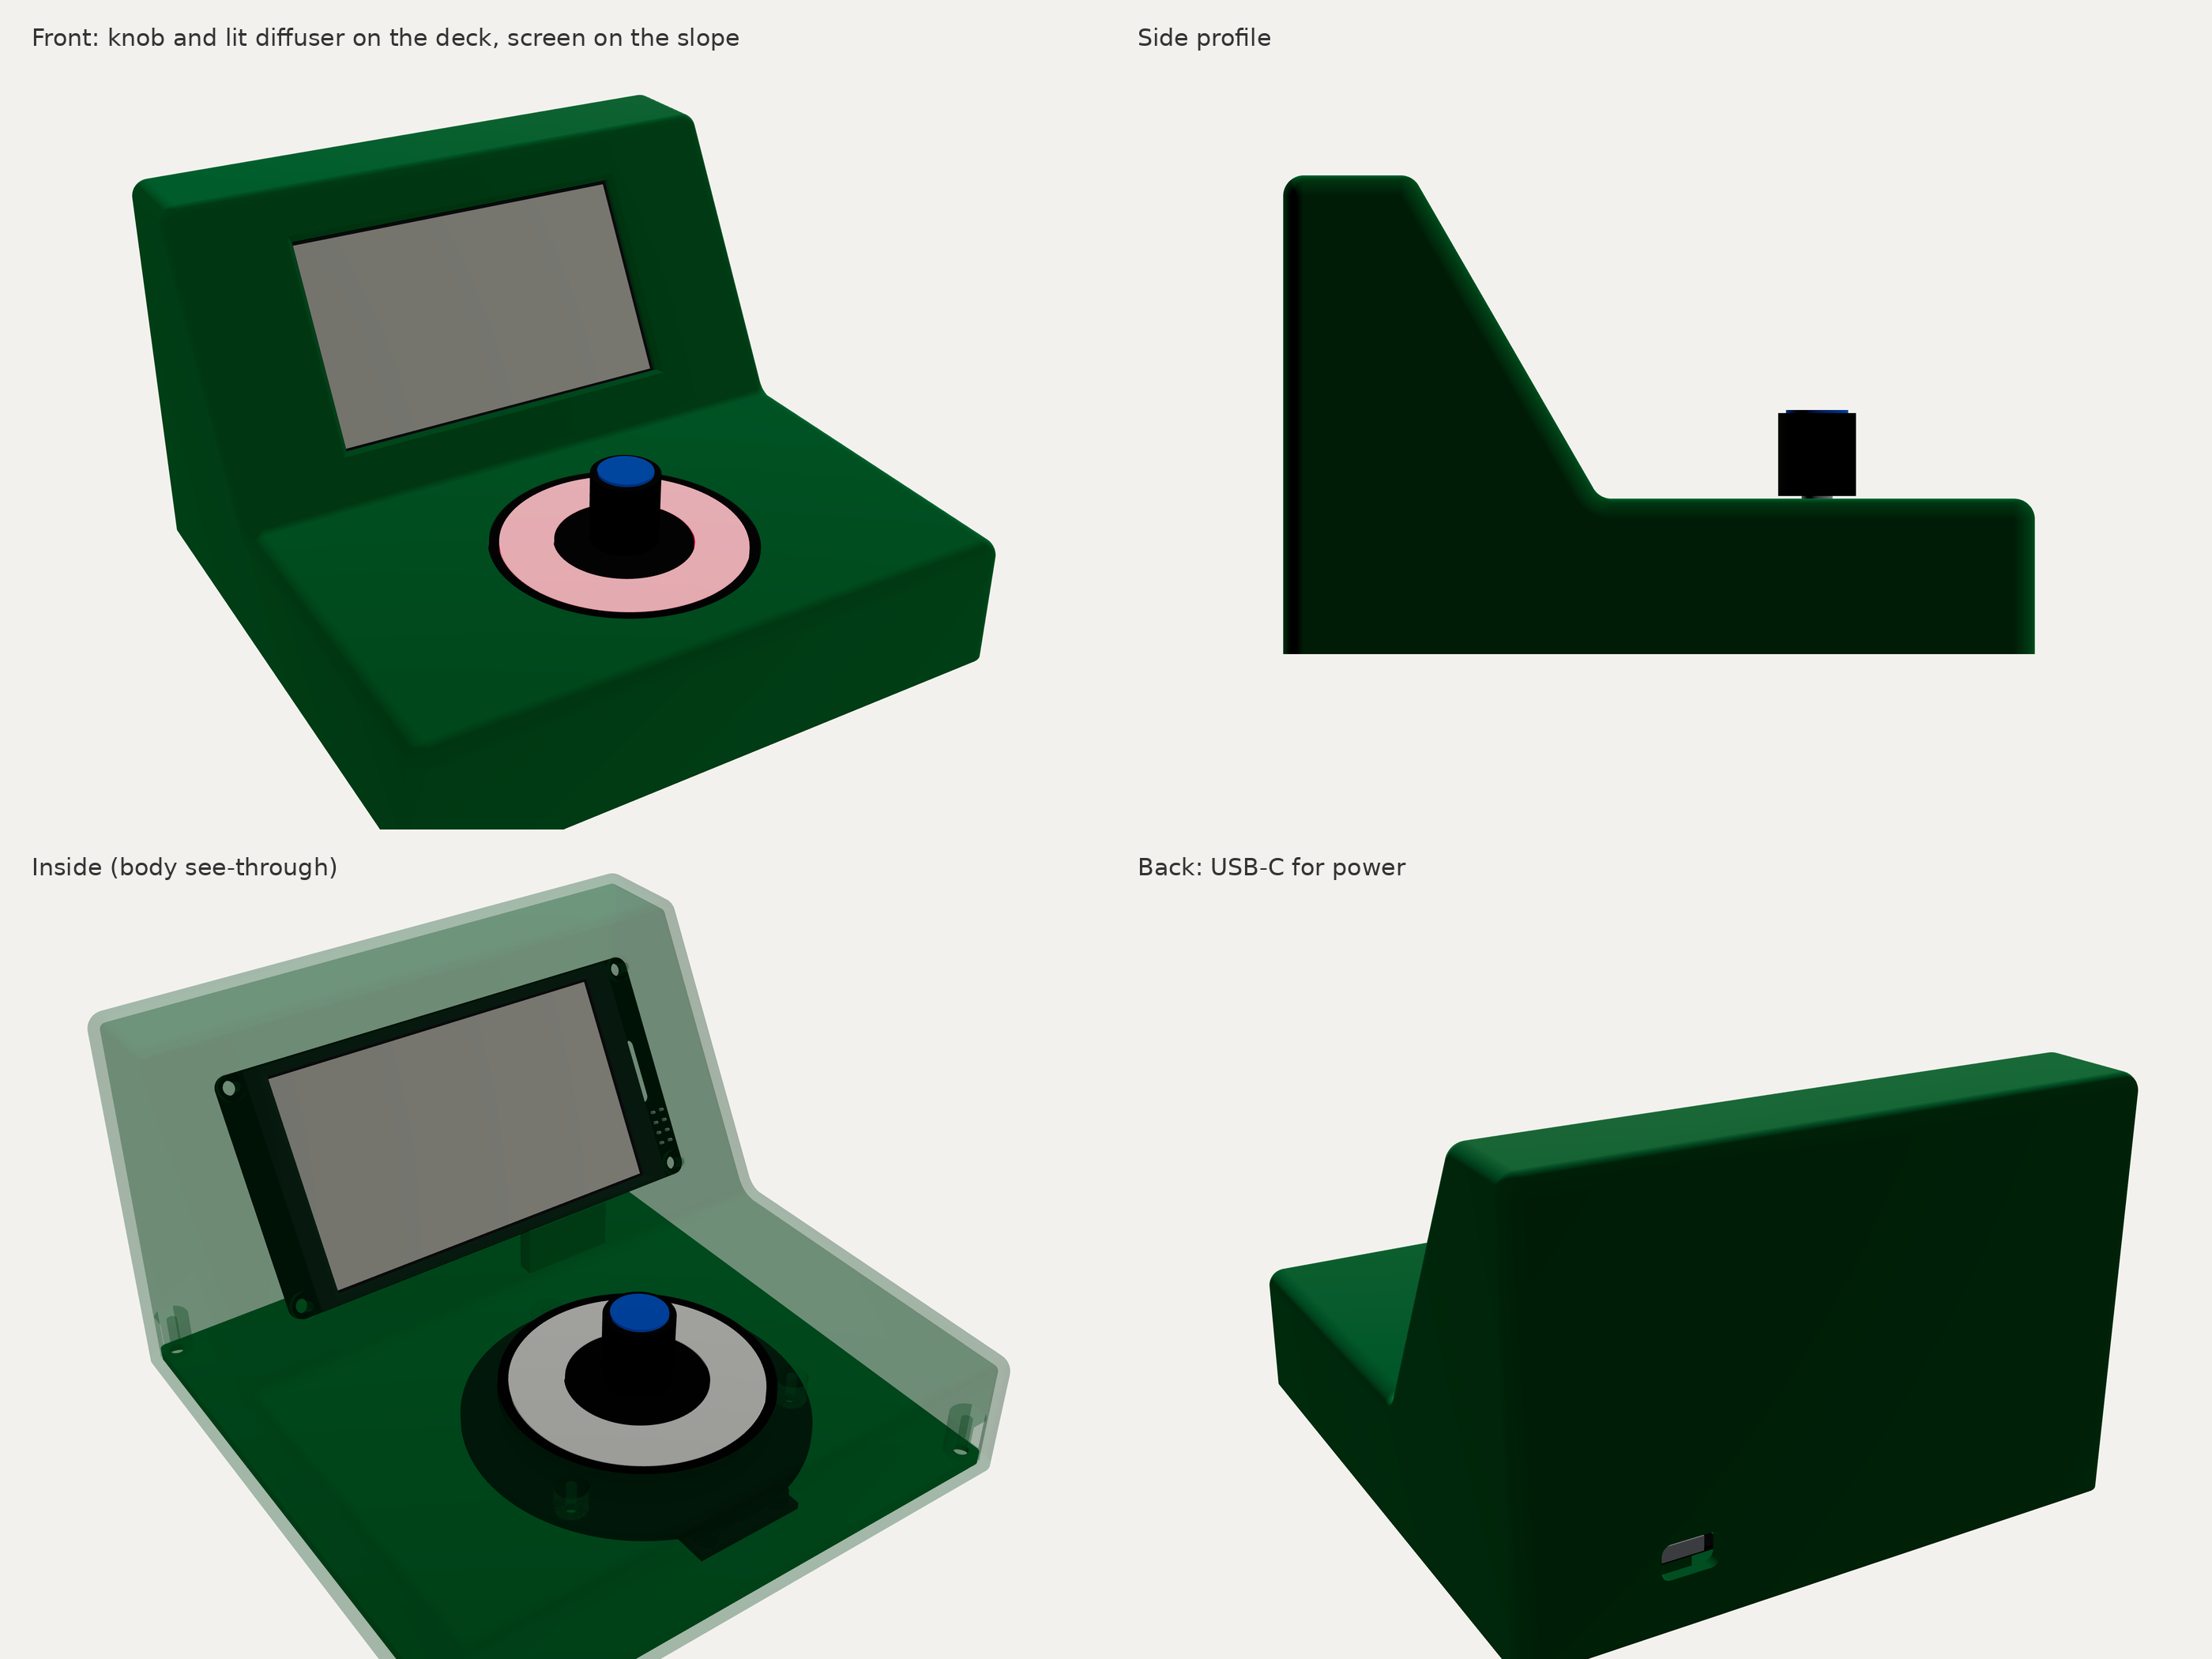 Front: knob and lit diffuser on the deck, screen on the slope
Side profile
Inside (body see-through)
Back: USB-C for power